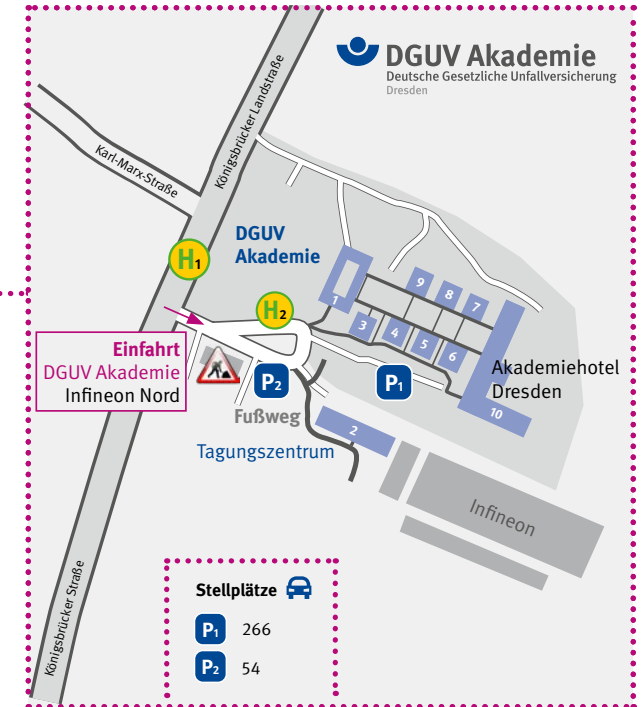 DGUV Akademie
Deutsche Gesetzliche Unfallversicherung
Dresden
Königsbrücker Landstraße
Karl-Marx-Straße
DGUV
Akademie
H1
H2
1
9
8
7
3
4
5
6
10
Einfahrt
DGUV Akademie
Infineon Nord
P2
P1
Akademiehotel
Dresden
Fußweg
2
Tagungszentrum
Infineon
Königsbrücker Straße
Stellplätze
P1 266
P2 54